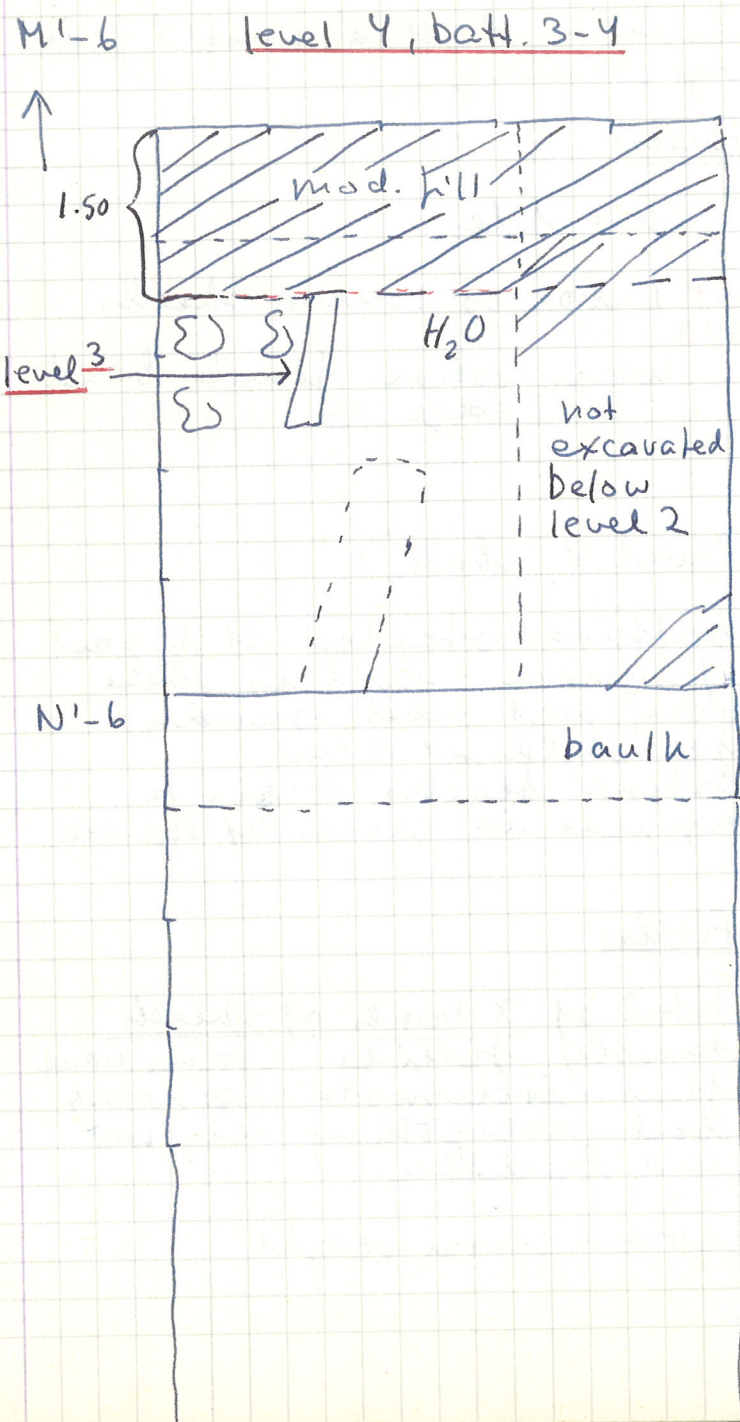 M'-6 level 4, batt. 3-4
mod. fill
1.50
H₂O
level 3
not
excavated
below
level 2
N'-6
baulk